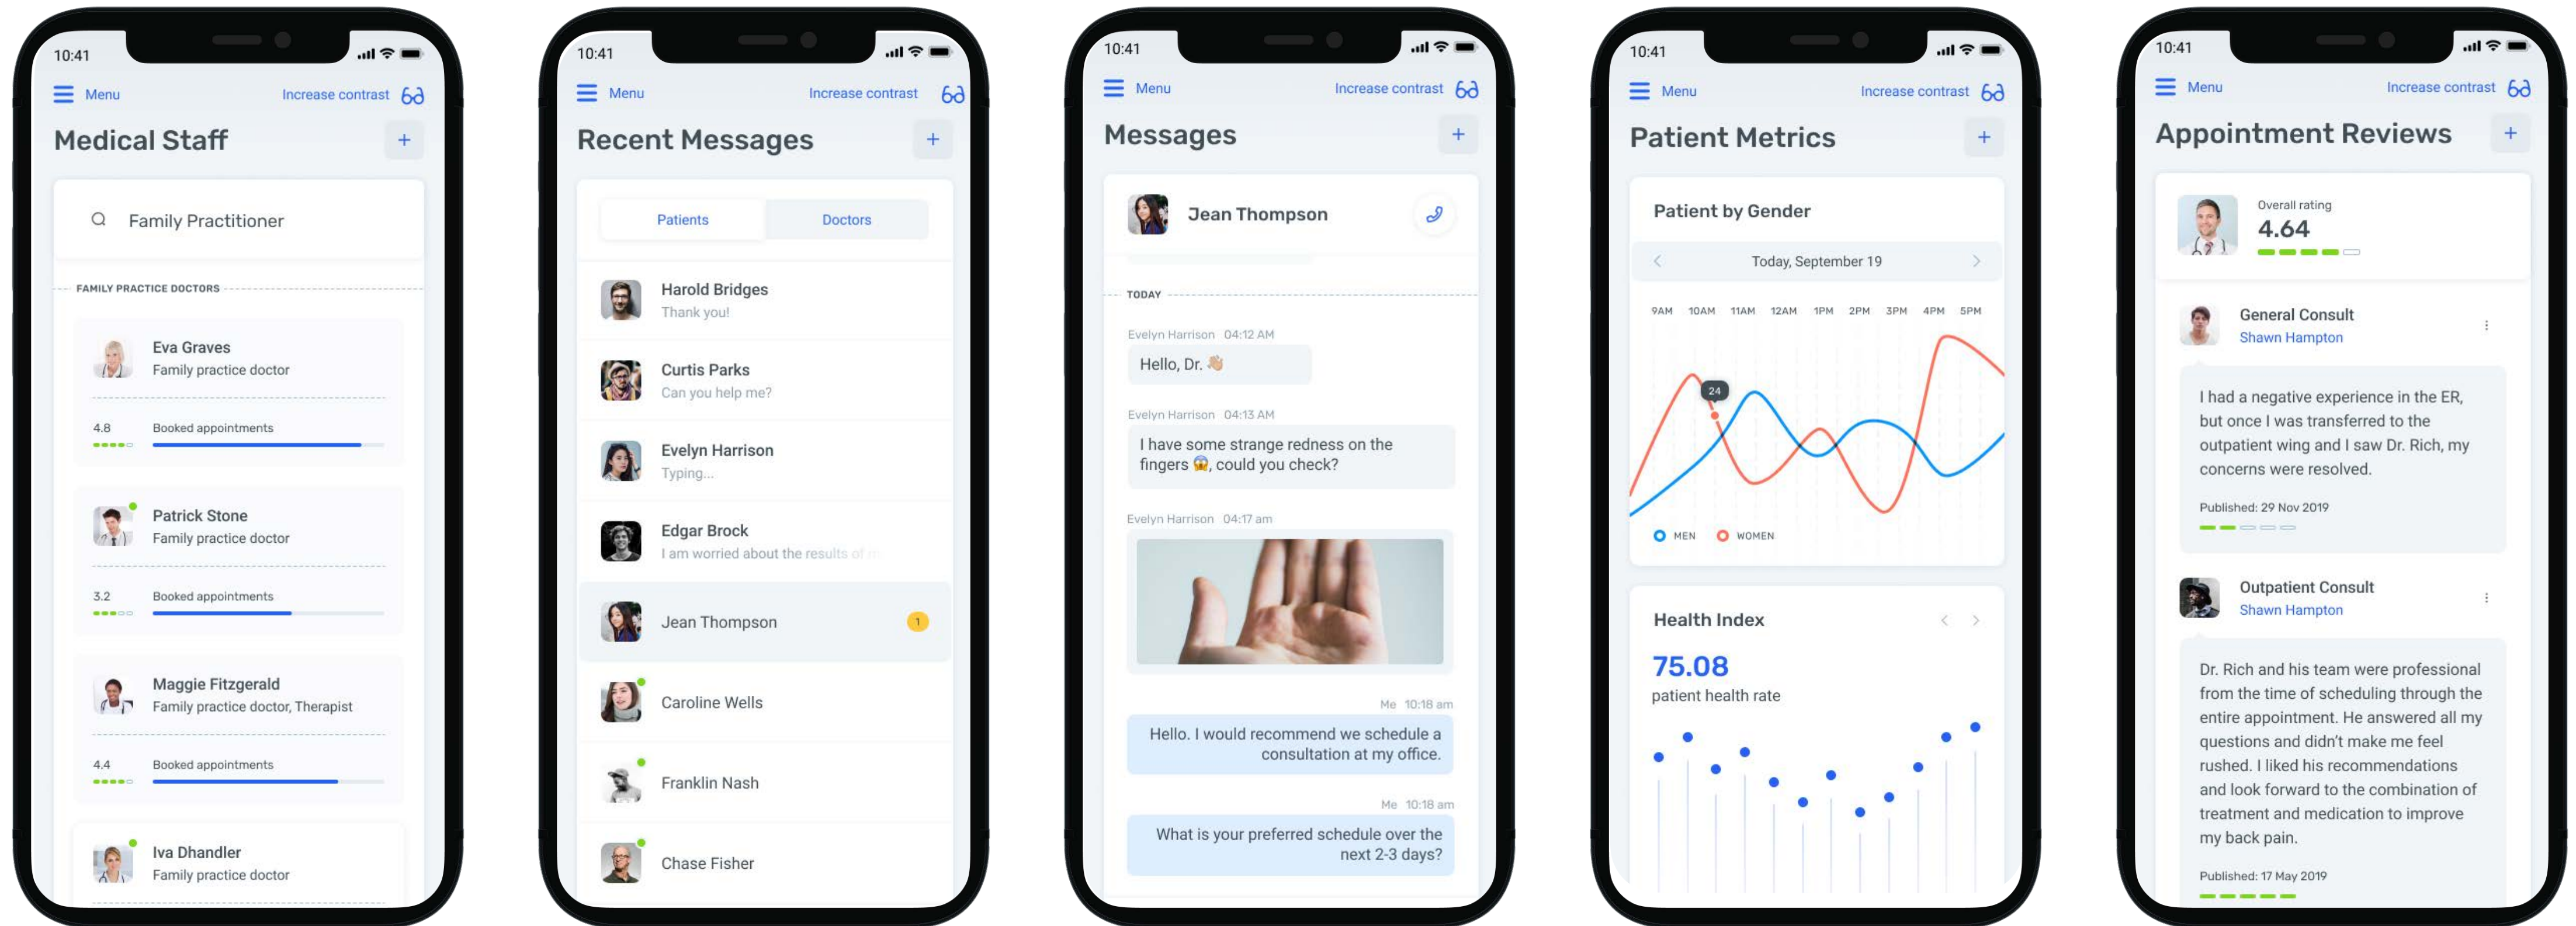 10:41
Menu
Increase contrast
Medical Staff
+
Family Practitioner
FAMILY PRACTICE DOCTORS
Eva Graves
Family practice doctor
4.8
Booked appointments
Patrick Stone
Family practice doctor
3.2
Booked appointments
Maggie Fitzgerald
Family practice doctor, Therapist
4.4
Booked appointments
Iva Dhandler
Family practice doctor
10:41
Menu
Increase contrast
Recent Messages
+
Patients
Doctors
Harold Bridges
Thank you!
Curtis Parks
Can you help me?
Evelyn Harrison
Typing...
Edgar Brock
I am worried about the results of
Jean Thompson
1
Caroline Wells
Franklin Nash
Chase Fisher
10:41
Menu
Increase contrast
Messages
+
Jean Thompson
TODAY
Evelyn Harrison 04:12 AM
Hello, Dr. 👋🏼
Evelyn Harrison 04:13 AM
I have some strange redness on the
fingers 😱, could you check?
Evelyn Harrison 04:17 am
Me 10:18 am
Hello. I would recommend we schedule a
consultation at my office.
Me 10:18 am
What is your preferred schedule over the
next 2-3 days?
10:41
Menu
Increase contrast
Patient Metrics
+
Patient by Gender
Today, September 19
9AM 10AM 11AM 12AM 1PM 2PM 3PM 4PM 5PM
24
MEN
WOMEN
Health Index
75.08
patient health rate
10:41
Menu
Increase contrast
Appointment Reviews
+
Overall rating
4.64
General Consult
Shawn Hampton
I had a negative experience in the ER,
but once I was transferred to the
outpatient wing and I saw Dr. Rich, my
concerns were resolved.
Published: 29 Nov 2019
Outpatient Consult
Shawn Hampton
Dr. Rich and his team were professional
from the time of scheduling through the
entire appointment. He answered all my
questions and didn't make me feel
rushed. I liked his recommendations
and look forward to the combination of
treatment and medication to improve
my back pain.
Published: 17 May 2019